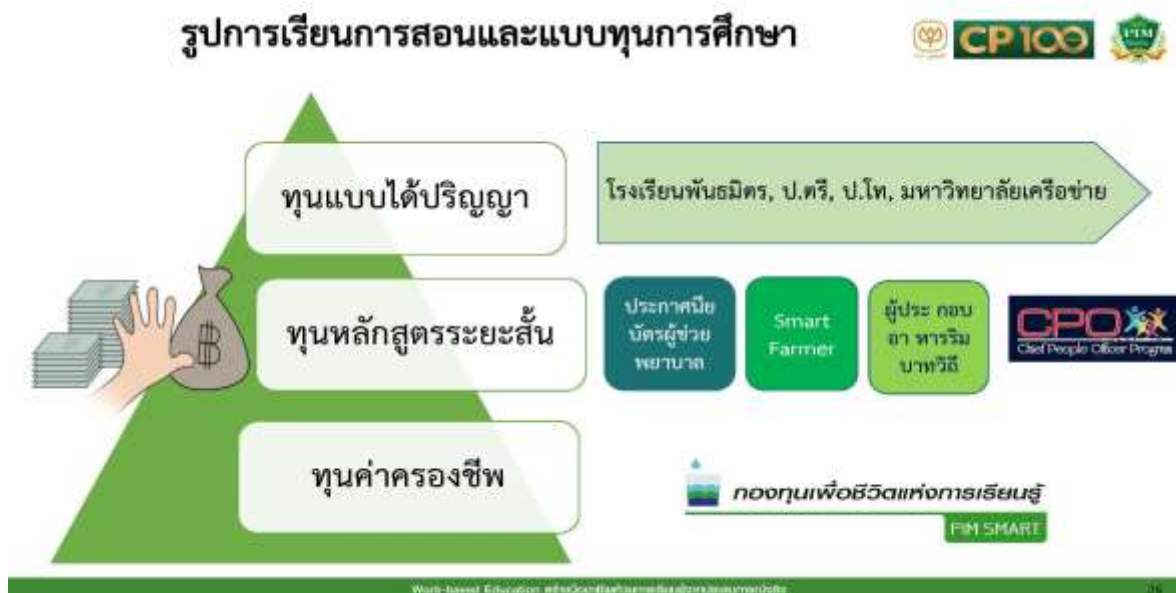 รูปการเรียนการสอนและแบบทุนการศึกษา
CP 100
PIM
ทุนแบบได้ปริญญา
โรงเรียนพันธมิตร, ป.ตรี, ป.โท, มหาวิทยาลัยเครือข่าย
ทุนหลักสูตรระยะสั้น
ประกาศนีย
บัตรผู้ช่วย
พยาบาล
Smart
Farmer
ผู้ประ กอบ
อา หารริม
บาทวิถี
CPO
Chief People Officer Program
ทุนค่าครองชีพ
กองทุนเพื่อชีวิตแห่งการเรียนรู้
PIM SMART
Work-based Education